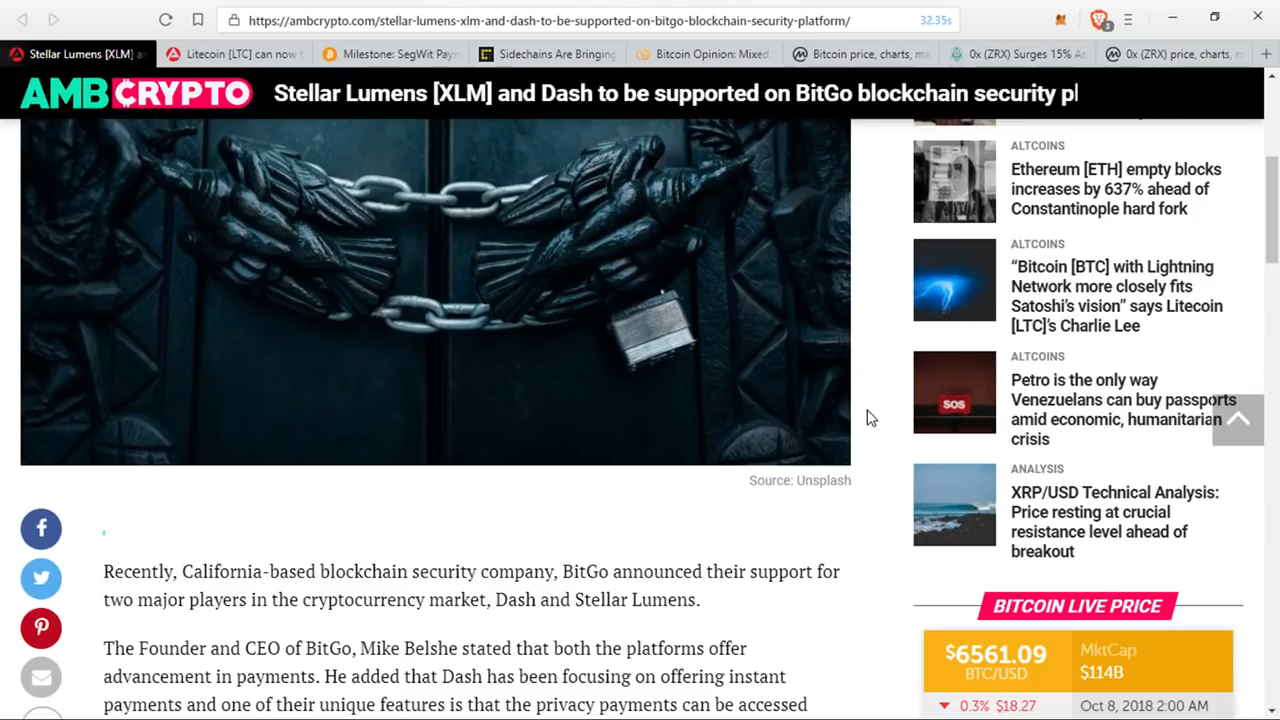 https://ambcrypto.com/stellar-lumens-xlm-and-dash-to-be-supported-on-bitgo-blockchain-security-platform/
32.35s
3
Stellar Lumens [XLM] a
Litecoin [LTC] can now
Milestone: SegWit Pay
Sidechains Are Bringing
Bitcoin Opinion: Mixed
Bitcoin price, charts, ma
0x (ZRX) Surges 15% As
0x (ZRX) price, charts, m
AMBCRYPTO
Stellar Lumens [XLM] and Dash to be supported on BitGo blockchain security pl
ALTCOINS
Ethereum [ETH] empty blocks
increases by 637% ahead of
Constantinople hard fork
ALTCOINS
“Bitcoin [BTC] with Lightning
Network more closely fits
Satoshi’s vision” says Litecoin
[LTC]’s Charlie Lee
ALTCOINS
SOS
Petro is the only way
Venezuelans can buy passports
amid economic, humanitarian
crisis
ANALYSIS
XRP/USD Technical Analysis:
Price resting at crucial
resistance level ahead of
breakout
Source: Unsplash
Recently, California-based blockchain security company, BitGo announced their support for
two major players in the cryptocurrency market, Dash and Stellar Lumens.
The Founder and CEO of BitGo, Mike Belshe stated that both the platforms offer
advancement in payments. He added that Dash has been focusing on offering instant
payments and one of their unique features is that the privacy payments can be accessed
BITCOIN LIVE PRICE
$6561.09
BTC/USD
MktCap
$114B
0.3% $18.27
Oct 8, 2018 2:00 AM